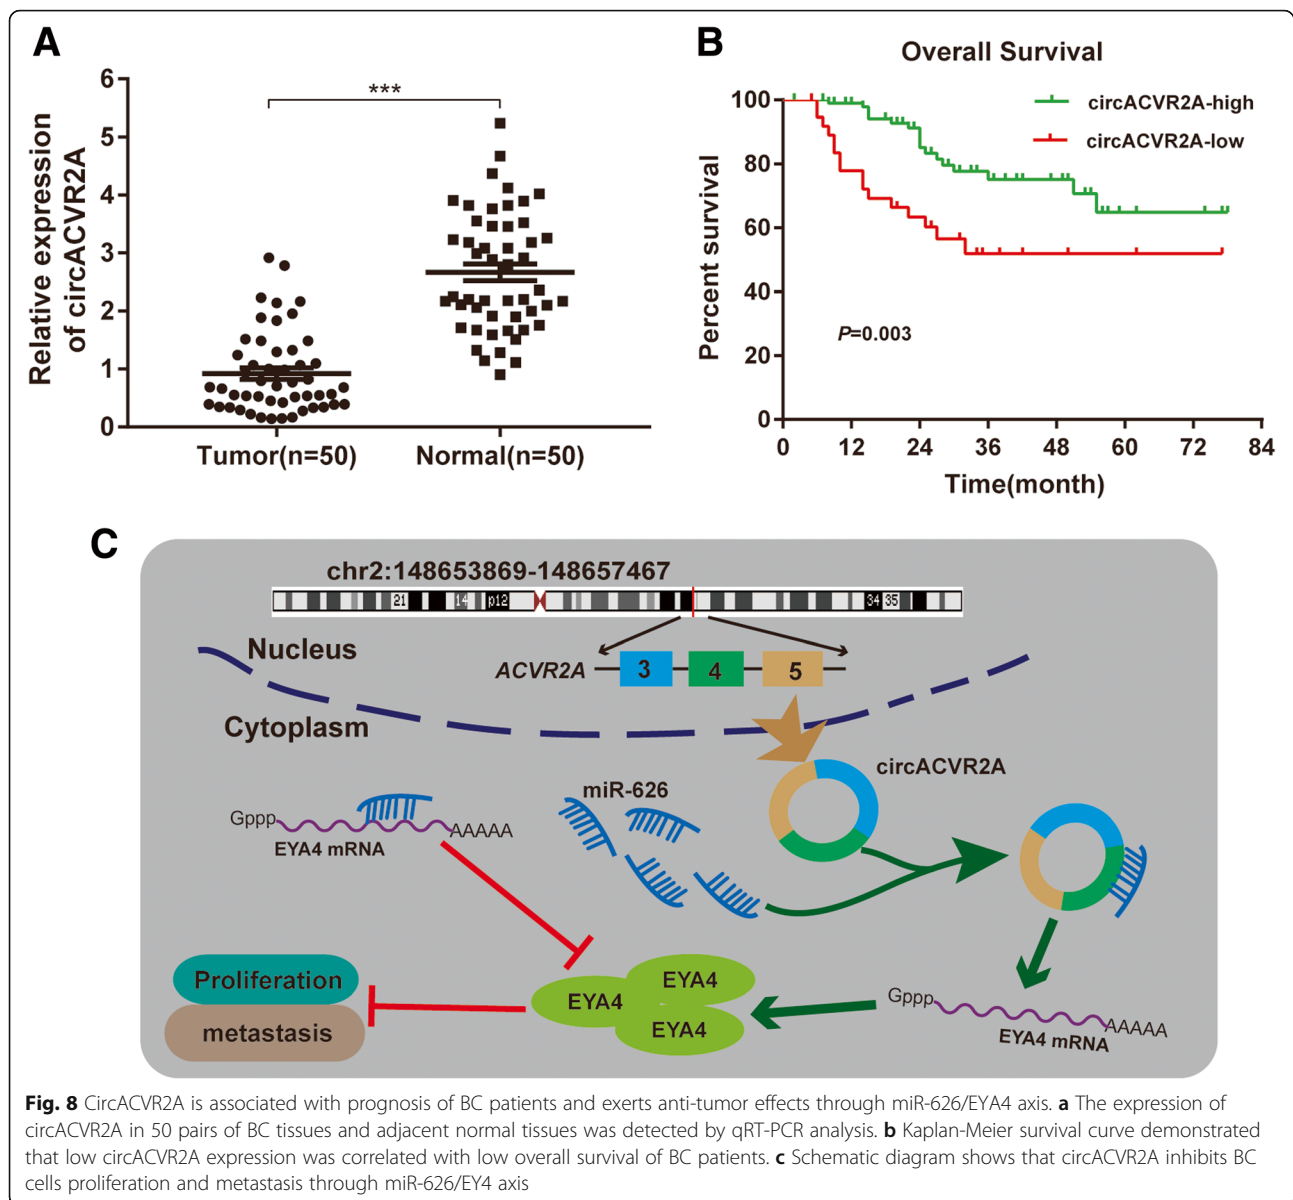 A
Relative expression
of circACVR2A
6
5
4
3
2
1
0
***
Tumor(n=50)
Normal(n=50)
B
Overall Survival
circACVR2A-high
circACVR2A-low
Percent survival
100
80
60
40
20
0
P=0.003
0 12 24 36 48 60 72 84
Time(month)
C
chr2:148653869-148657467
21 14 p12 34 35
Nucleus
ACVR2A 3 4 5
Cytoplasm
circACVR2A
miR-626
Gppp AAAAA
EYA4 mRNA
Proliferation
metastasis
EYA4
EYA4
EYA4
Gppp AAAAA
EYA4 mRNA
Fig. 8 CircACVR2A is associated with prognosis of BC patients and exerts anti-tumor effects through miR-626/EYA4 axis. a The expression of
circACVR2A in 50 pairs of BC tissues and adjacent normal tissues was detected by qRT-PCR analysis. b Kaplan-Meier survival curve demonstrated
that low circACVR2A expression was correlated with low overall survival of BC patients. c Schematic diagram shows that circACVR2A inhibits BC
cells proliferation and metastasis through miR-626/EY4 axis